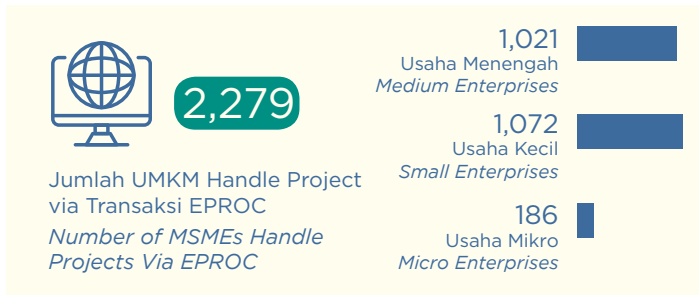 2,279
Jumlah UMKM Handle Project
via Transaksi EPROC
Number of MSMEs Handle
Projects Via EPROC
1,021
Usaha Menengah
Medium Enterprises
1,072
Usaha Kecil
Small Enterprises
186
Usaha Mikro
Micro Enterprises